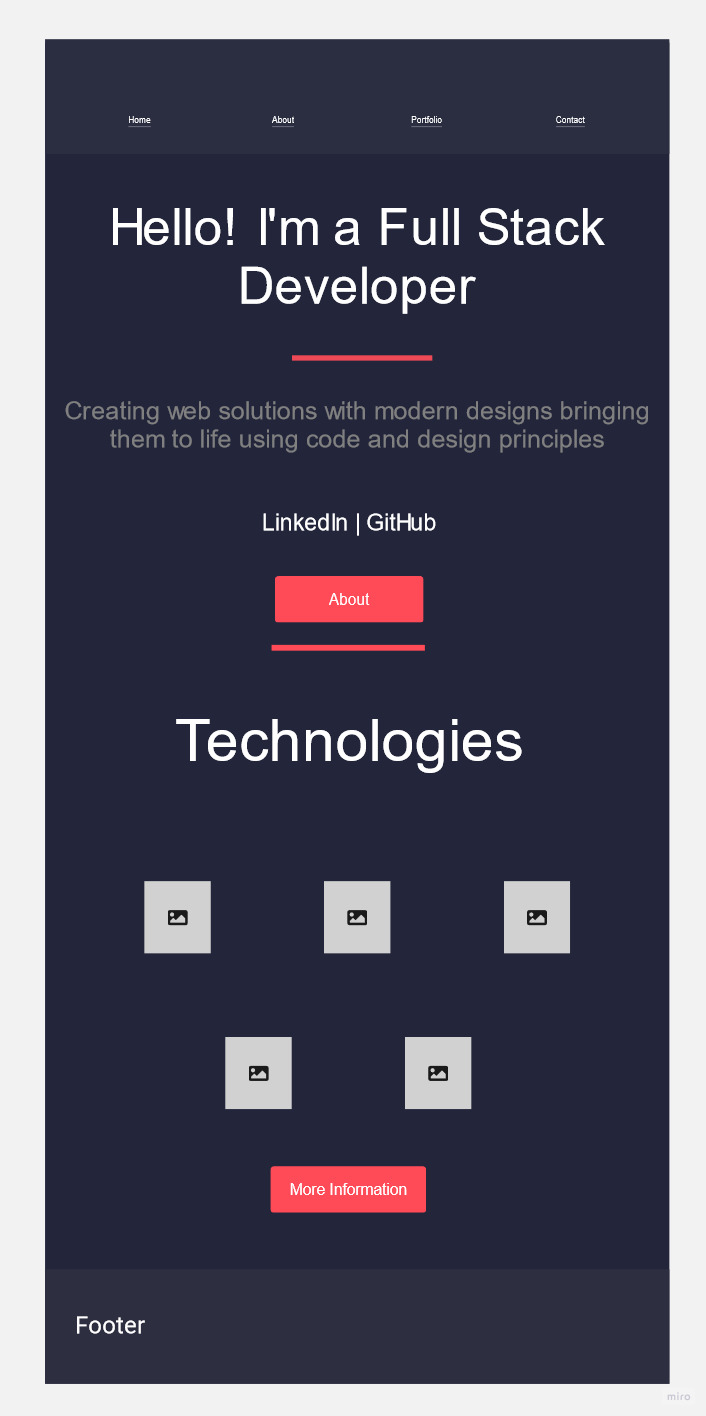 Home About Portfolio Contact
Hello! I'm a Full Stack
Developer
Creating web solutions with modern designs bringing
them to life using code and design principles
LinkedIn | GitHub
About
Technologies
More Information
Footer
miro